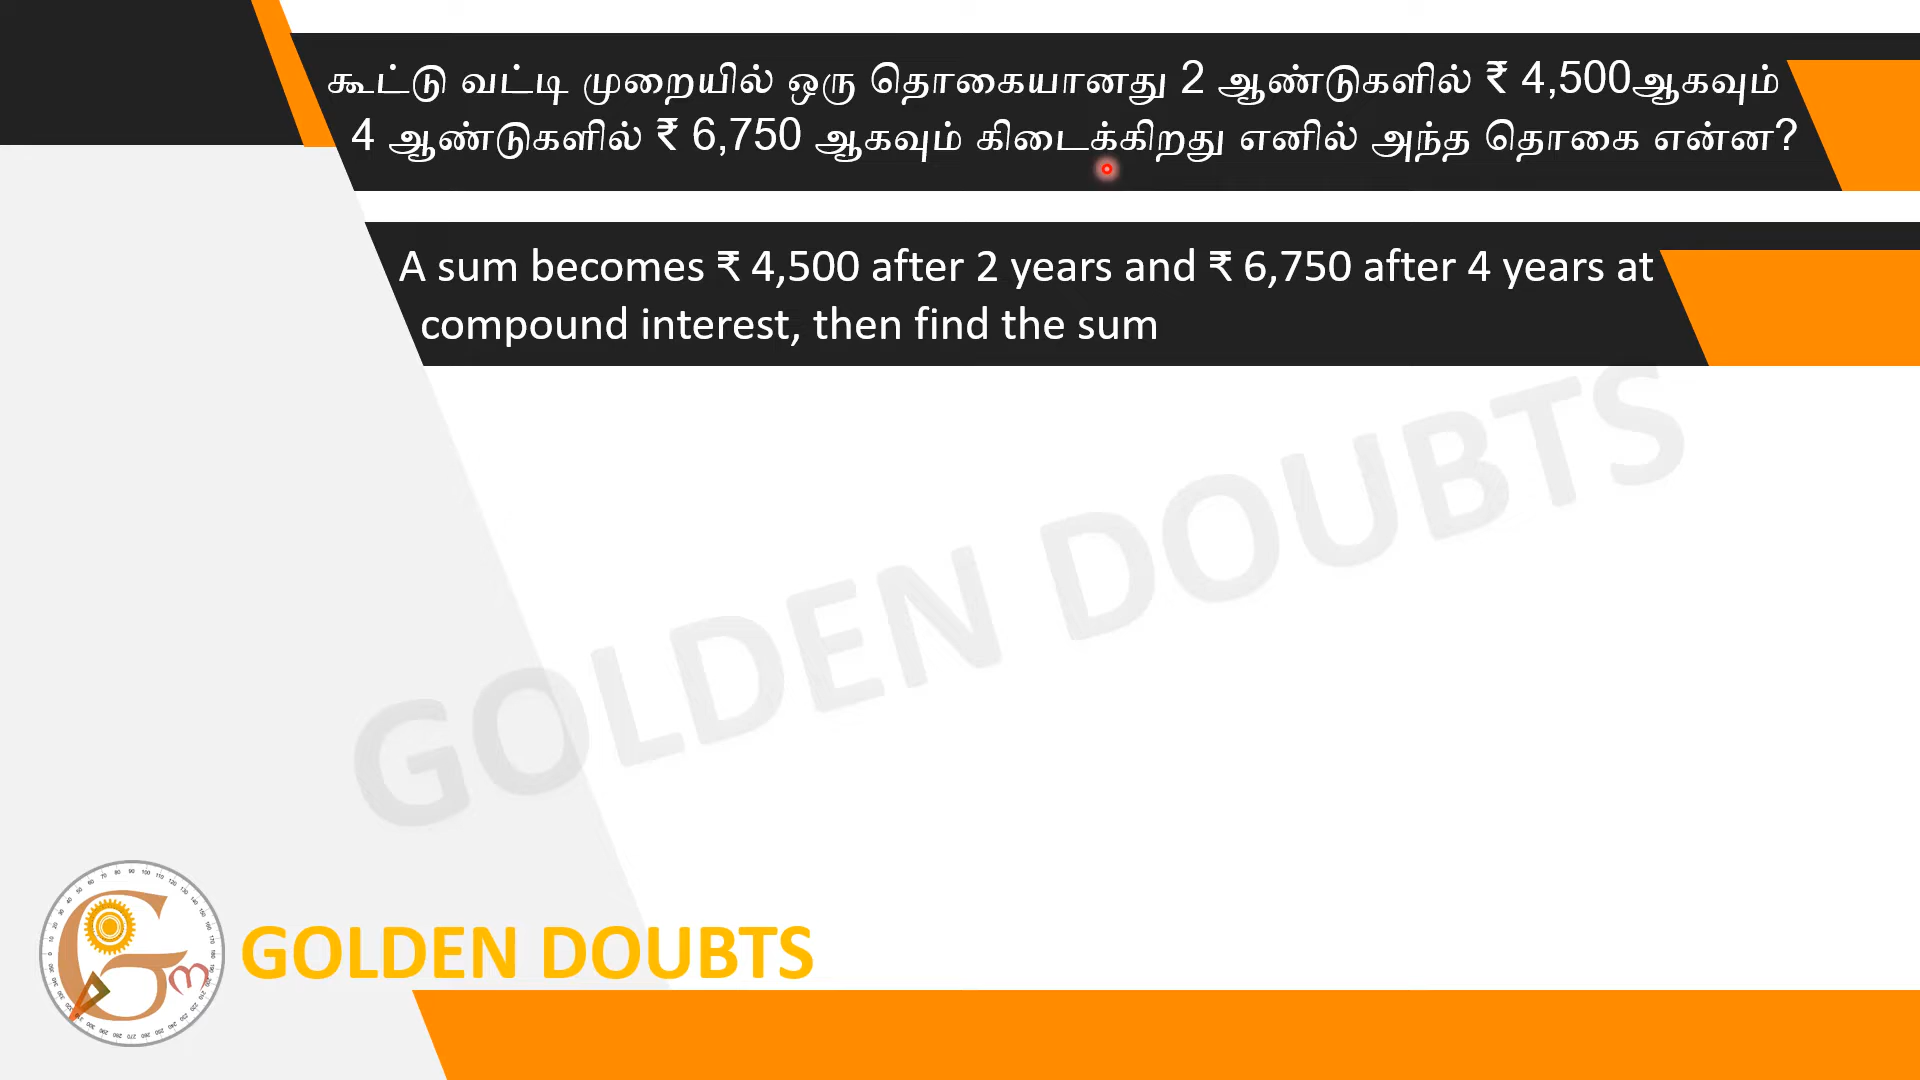 கூட்டு வட்டி முறையில் ஒரு தொகையானது 2 ஆண்டுகளில் ₹ 4,500ஆகவும்
4 ஆண்டுகளில் ₹ 6,750 ஆகவும் கிடைக்கிறது எனில் அந்த தொகை என்ன?
A sum becomes ₹ 4,500 after 2 years and ₹ 6,750 after 4 years at
compound interest, then find the sum
GOLDEN DOUBTS
GOLDEN DOUBTS